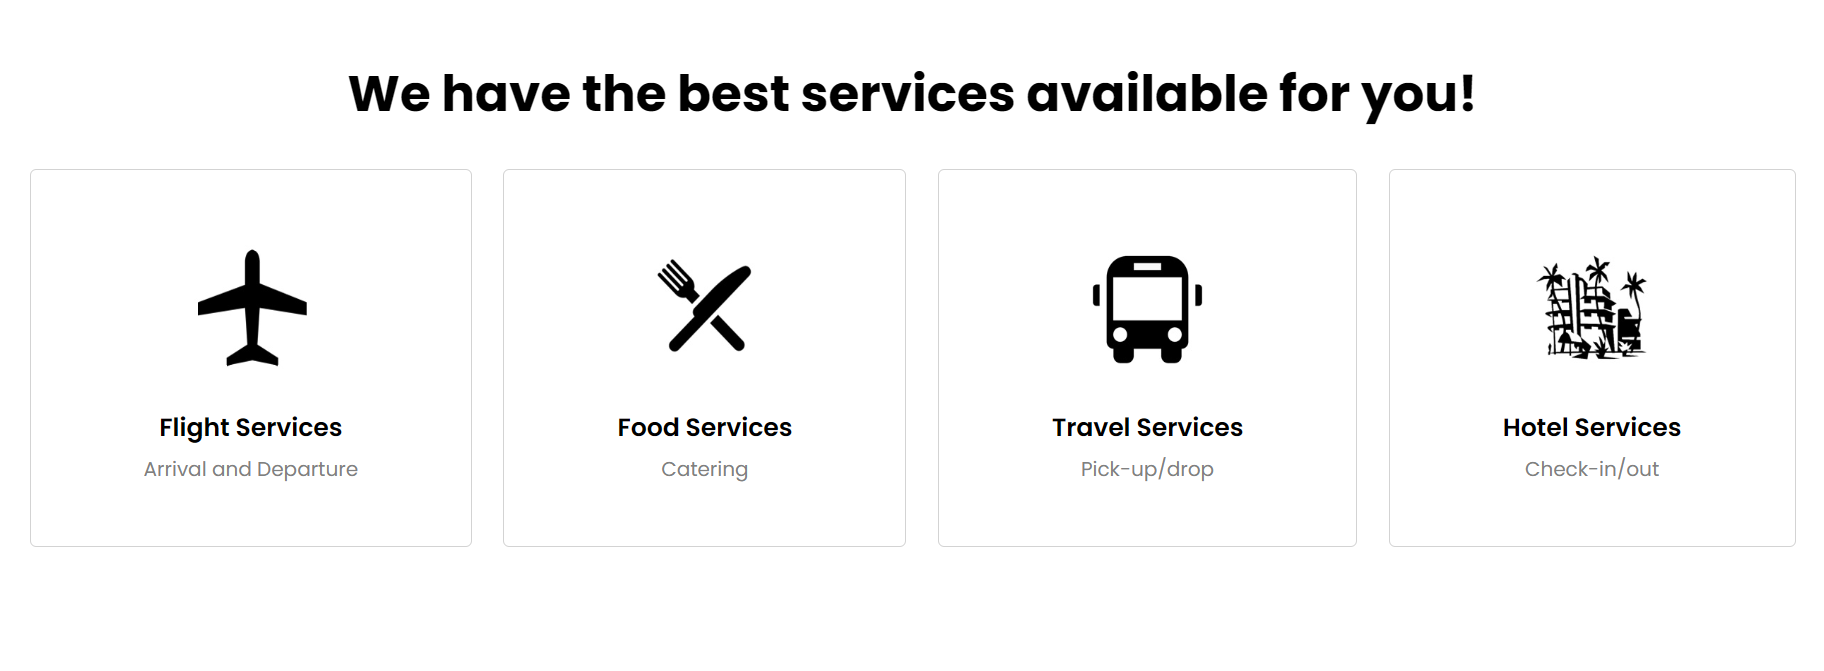 We have the best services available for you!
Flight Services
Arrival and Departure
Food Services
Catering
Travel Services
Pick-up/drop
Hotel Services
Check-in/out